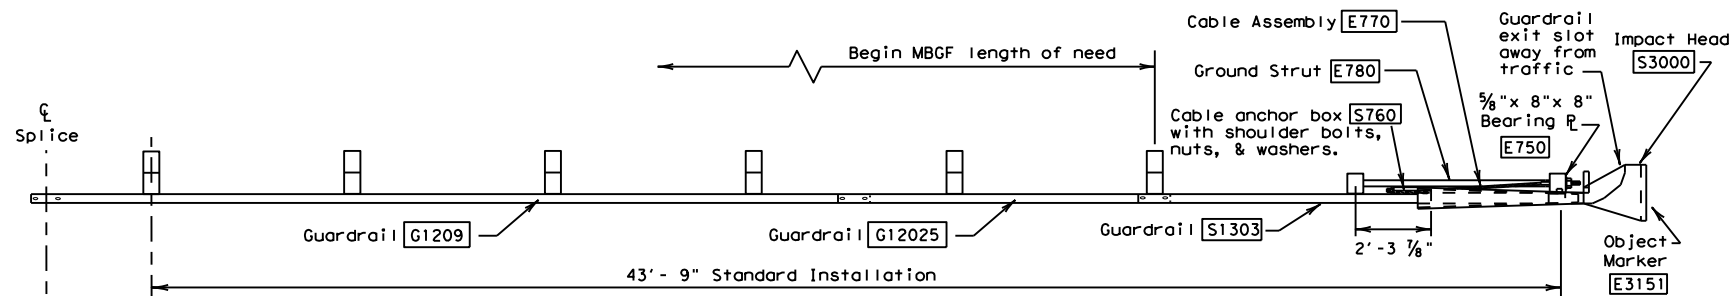 Cable Assembly E770
Guardrail
exit slot
away from
traffic
Impact Head
S3000
Begin MBGF length of need
Ground Strut E780
5/8"x 8"x 8"
Bearing PL
E750
Cable anchor box S760
with shoulder bolts,
nuts, & washers.
CL
Splice
Guardrail G1209
Guardrail G12025
Guardrail S1303
2'-3 7/8"
Object
Marker
E3151
43'- 9" Standard Installation